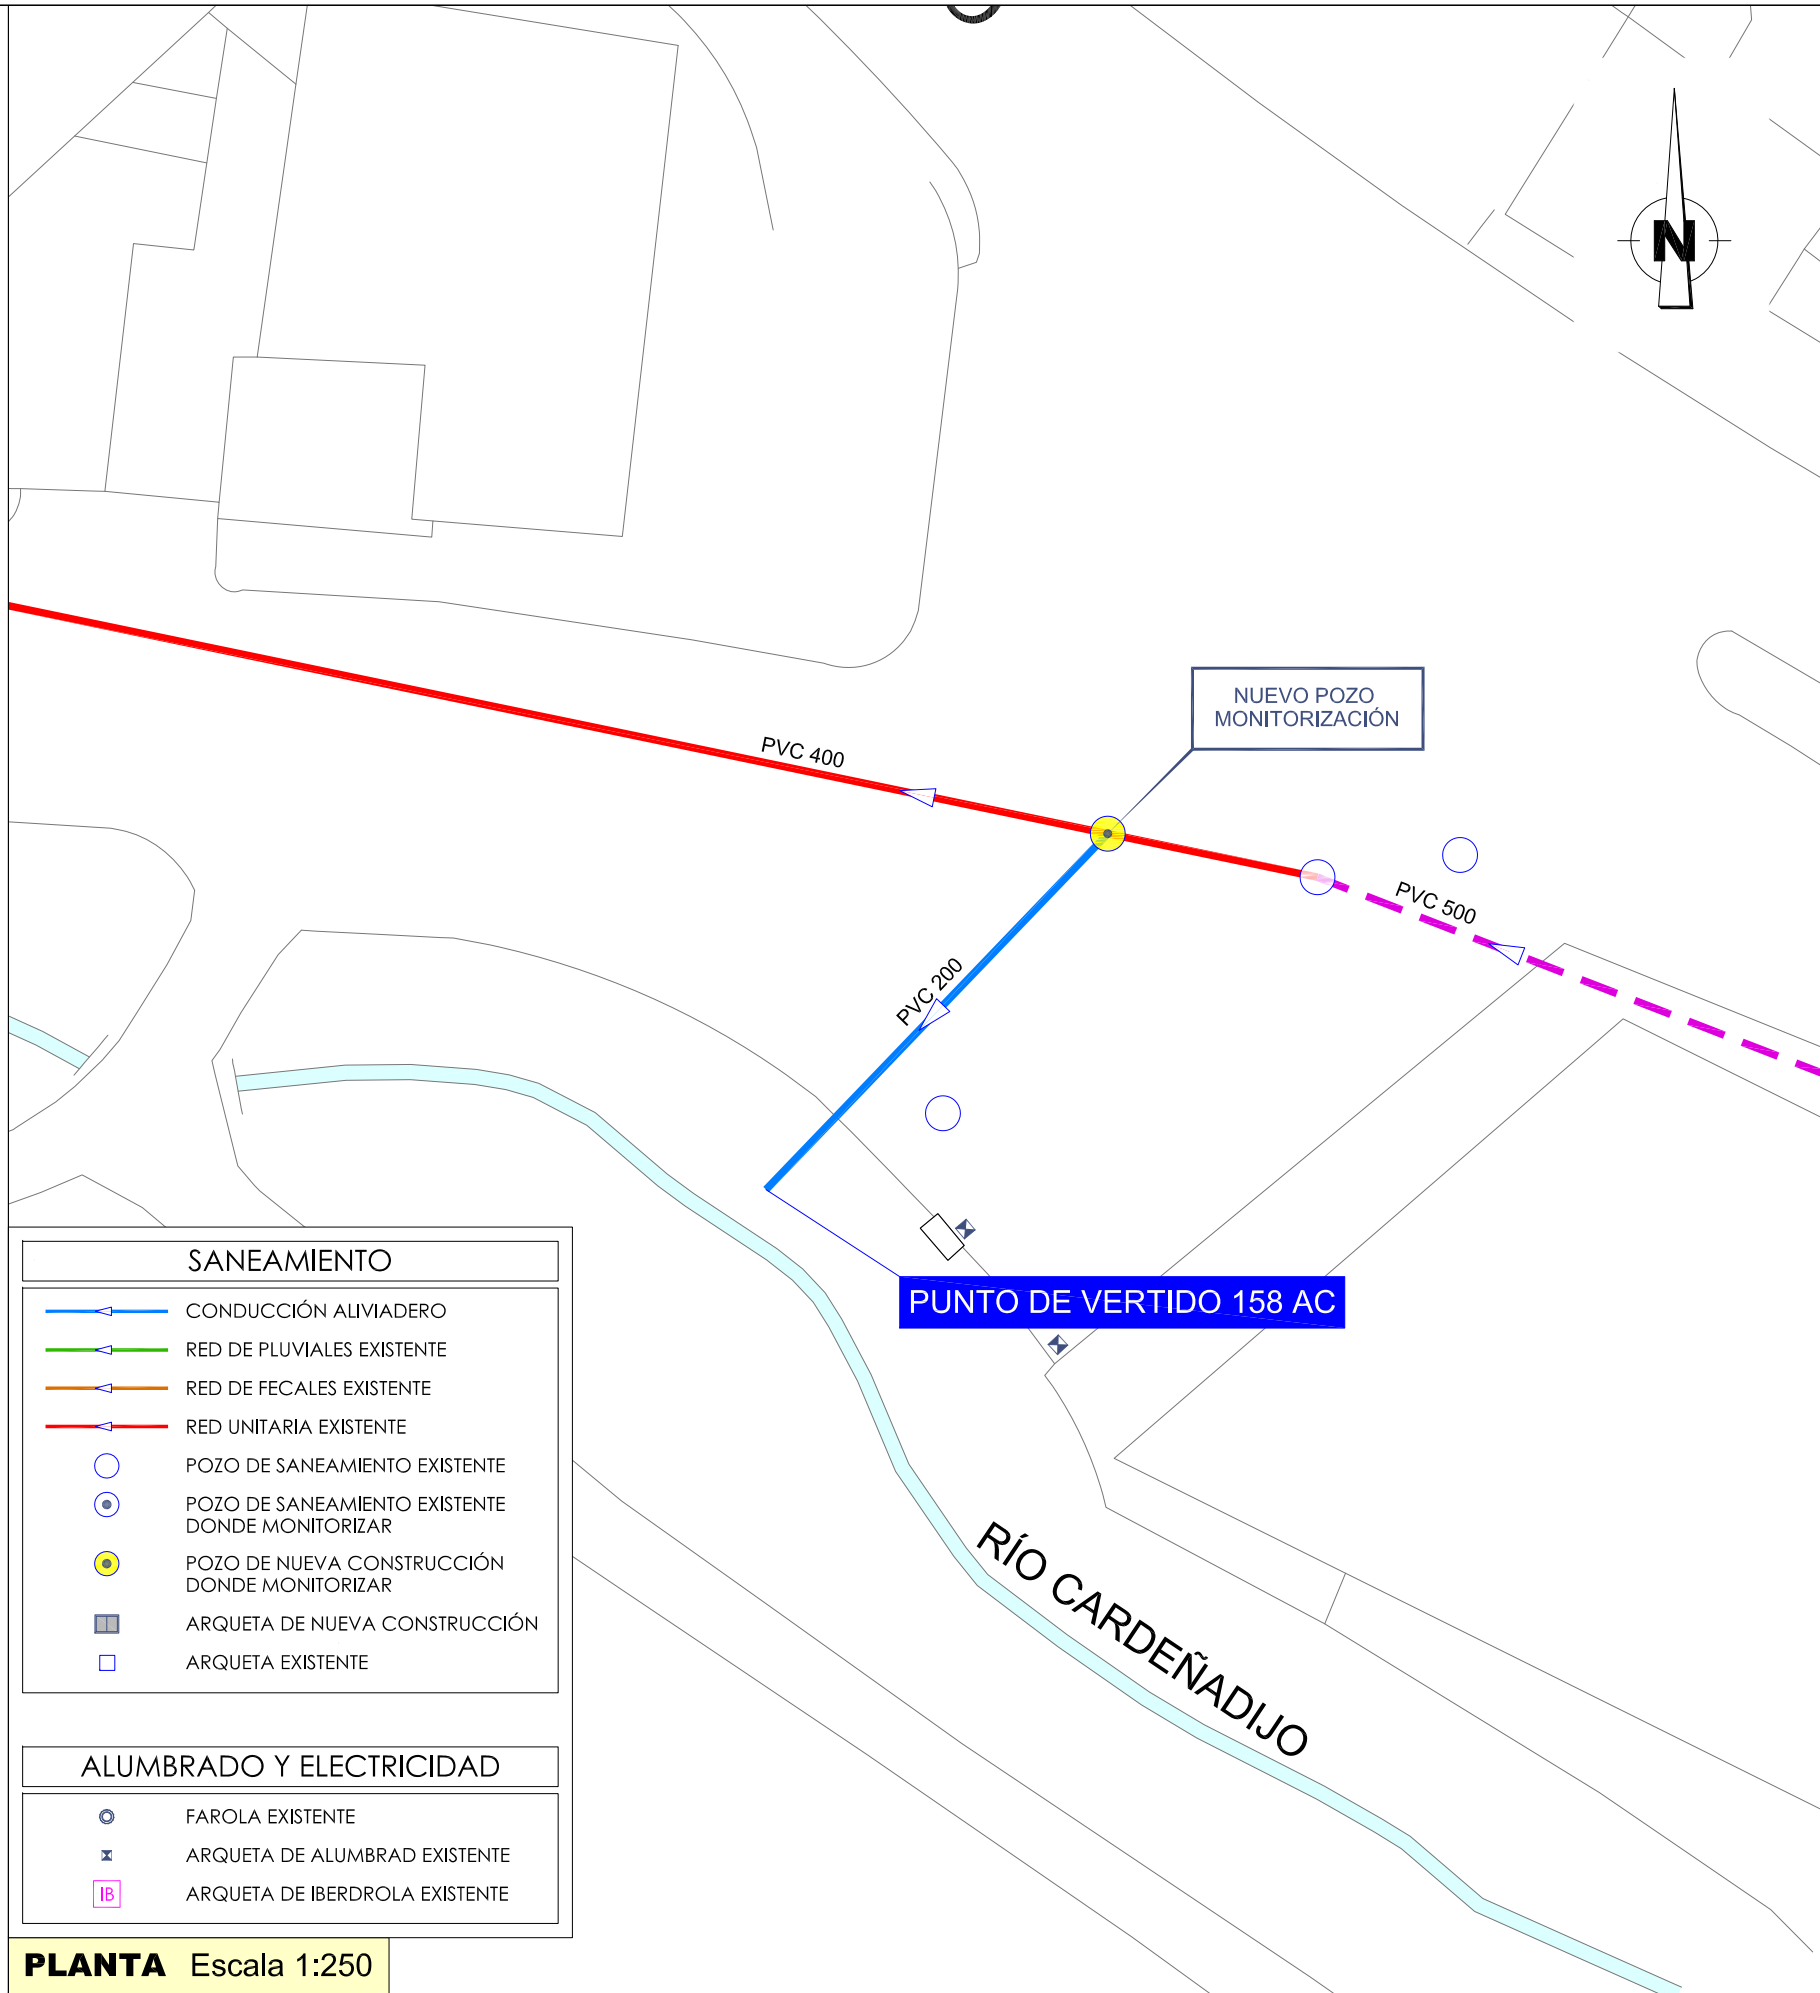 N
NUEVO POZO
MONITORIZACIÓN
PVC 400
PVC 500
PVC 200
PUNTO DE VERTIDO 158 AC
RÍO CARDEÑADIJO
SANEAMIENTO
CONDUCCIÓN ALIVIADERO
RED DE PLUVIALES EXISTENTE
RED DE FECALES EXISTENTE
RED UNITARIA EXISTENTE
POZO DE SANEAMIENTO EXISTENTE
POZO DE SANEAMIENTO EXISTENTE
DONDE MONITORIZAR
POZO DE NUEVA CONSTRUCCIÓN
DONDE MONITORIZAR
ARQUETA DE NUEVA CONSTRUCCIÓN
ARQUETA EXISTENTE
ALUMBRADO Y ELECTRICIDAD
FAROLA EXISTENTE
ARQUETA DE ALUMBRAD EXISTENTE
IB ARQUETA DE IBERDROLA EXISTENTE
PLANTA Escala 1:250